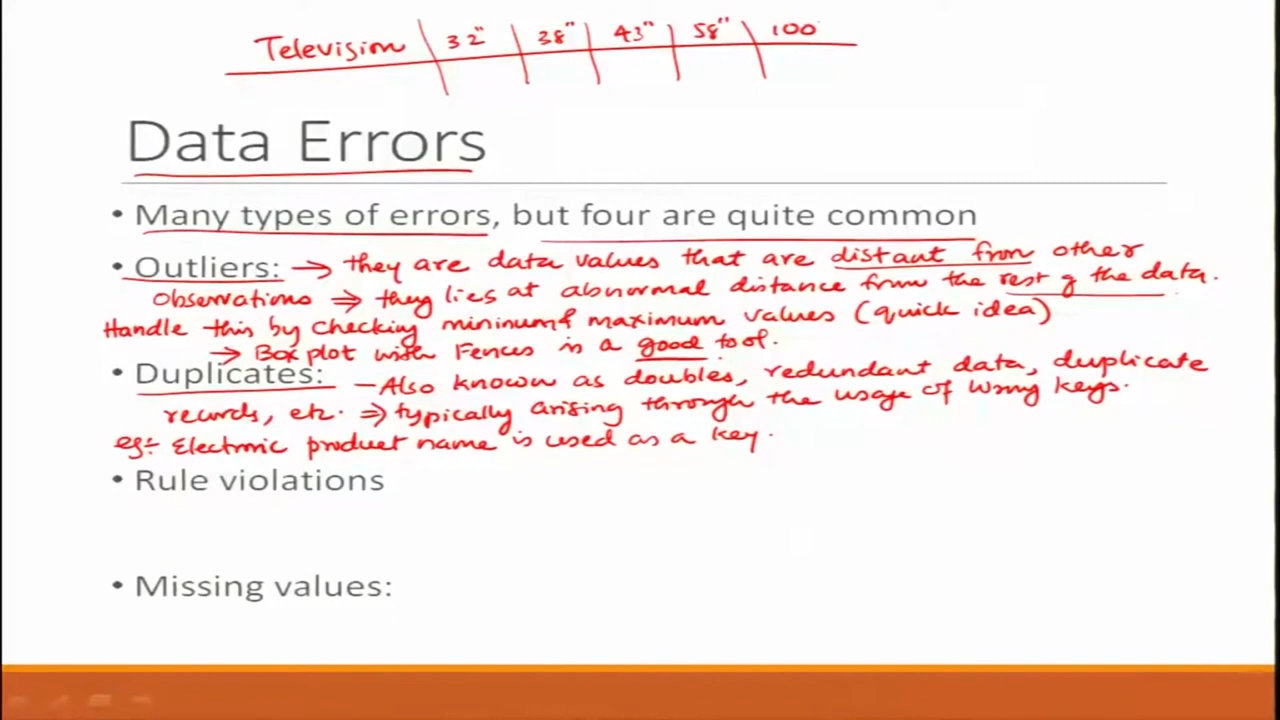 Television | 32" | 38" | 43" | 58" | 100
Data Errors
• Many types of errors, but four are quite common
• Outliers: → they are data values that are distant from other
observations ⇒ they lies at abnormal distance from the rest of the data.
Handle this by checking mininum & maximum values (quick idea)
→ Box plot with Fences is a good tool.
• Duplicates: - Also known as doubles, redundant data, duplicate
records, etc. ⇒ typically arising through the usage of wrong keys.
eg:- Electronic product name is used as a key.
• Rule violations
• Missing values: